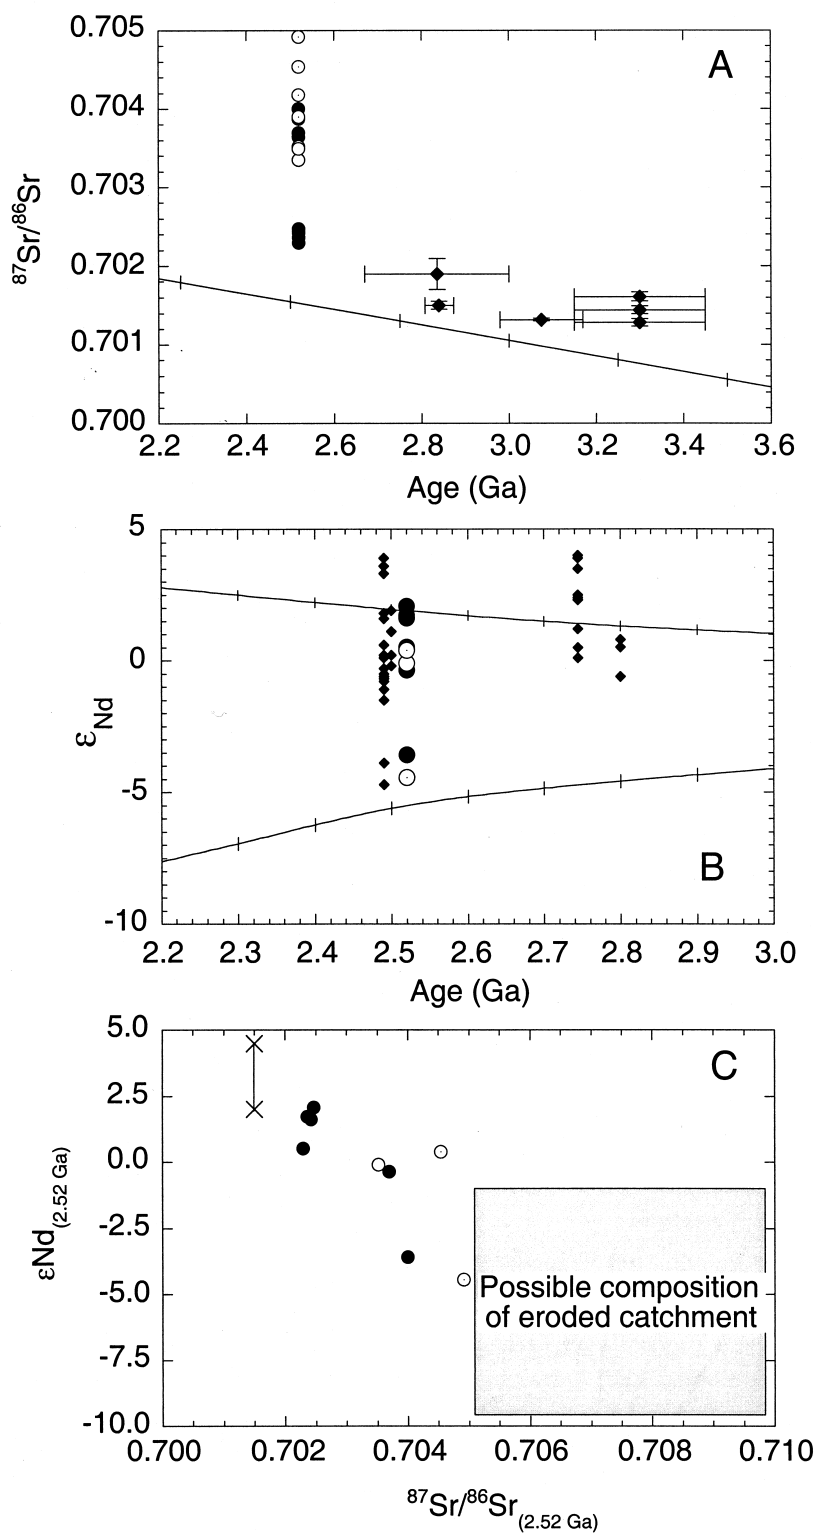 A
0.705
0.704
0.703
0.702
0.701
0.700
87Sr/86Sr
2.2 2.4 2.6 2.8 3.0 3.2 3.4 3.6
Age (Ga)
5
0
-5
-10
εNd
B
2.2 2.3 2.4 2.5 2.6 2.7 2.8 2.9 3.0
Age (Ga)
C
5.0
2.5
0.0
-2.5
-5.0
-7.5
-10.0
εNd(2.52 Ga)
Possible composition
of eroded catchment
0.700 0.702 0.704 0.706 0.708 0.710
87Sr/86Sr(2.52 Ga)